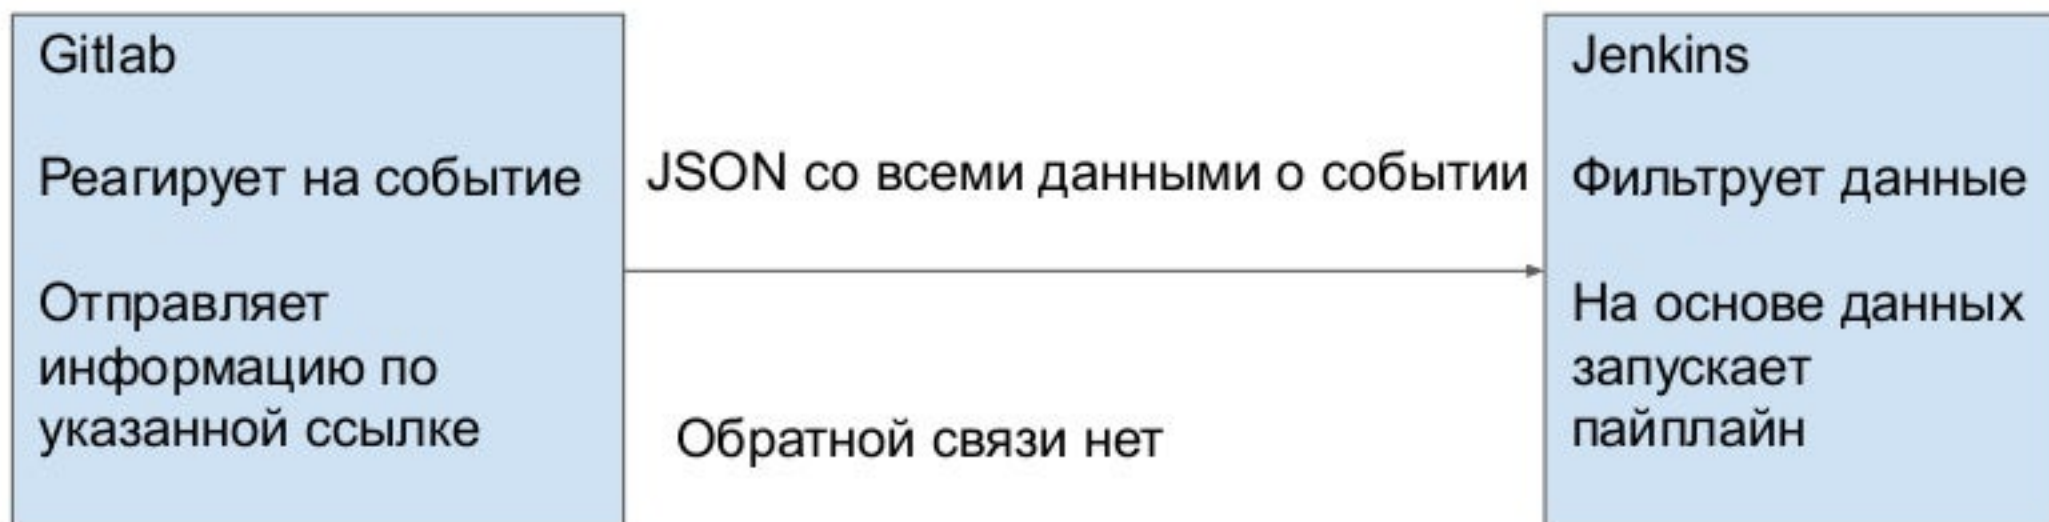 Gitlab
Реагирует на событие
Отправляет
информацию по
указанной ссылке
JSON со всеми данными о событии
Обратной связи нет
Jenkins
Фильтрует данные
На основе данных
запускает
пайплайн